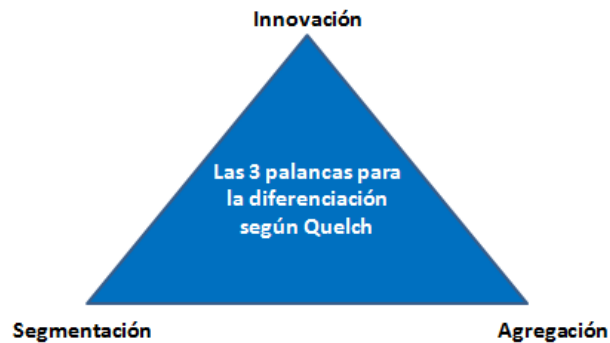 Innovación
Las 3 palancas para
la diferenciación
según Quelch
Segmentación
Agregación